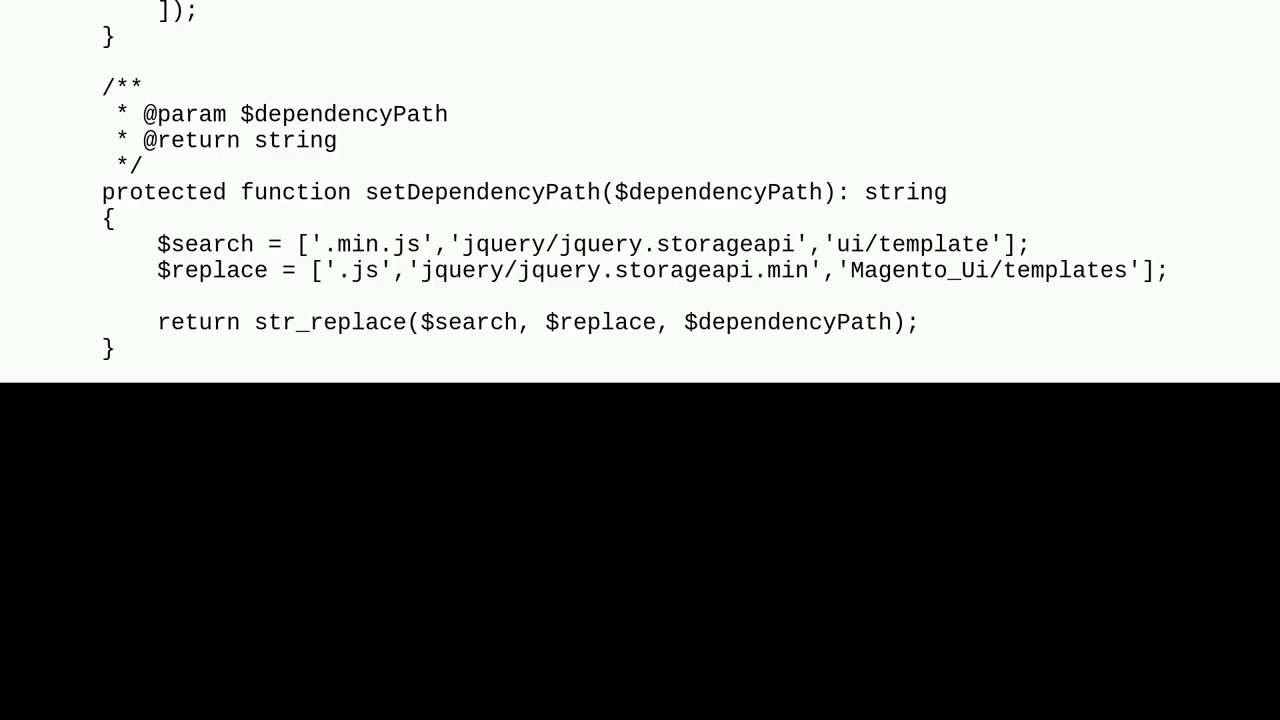 ]);
}
/**
* @param $dependencyPath
* @return string
*/
protected function setDependencyPath($dependencyPath): string
{
$search = ['.min.js','jquery/jquery.storageapi','ui/template'];
$replace = ['.js','jquery/jquery.storageapi.min','Magento_Ui/templates'];
return str_replace($search, $replace, $dependencyPath);
}